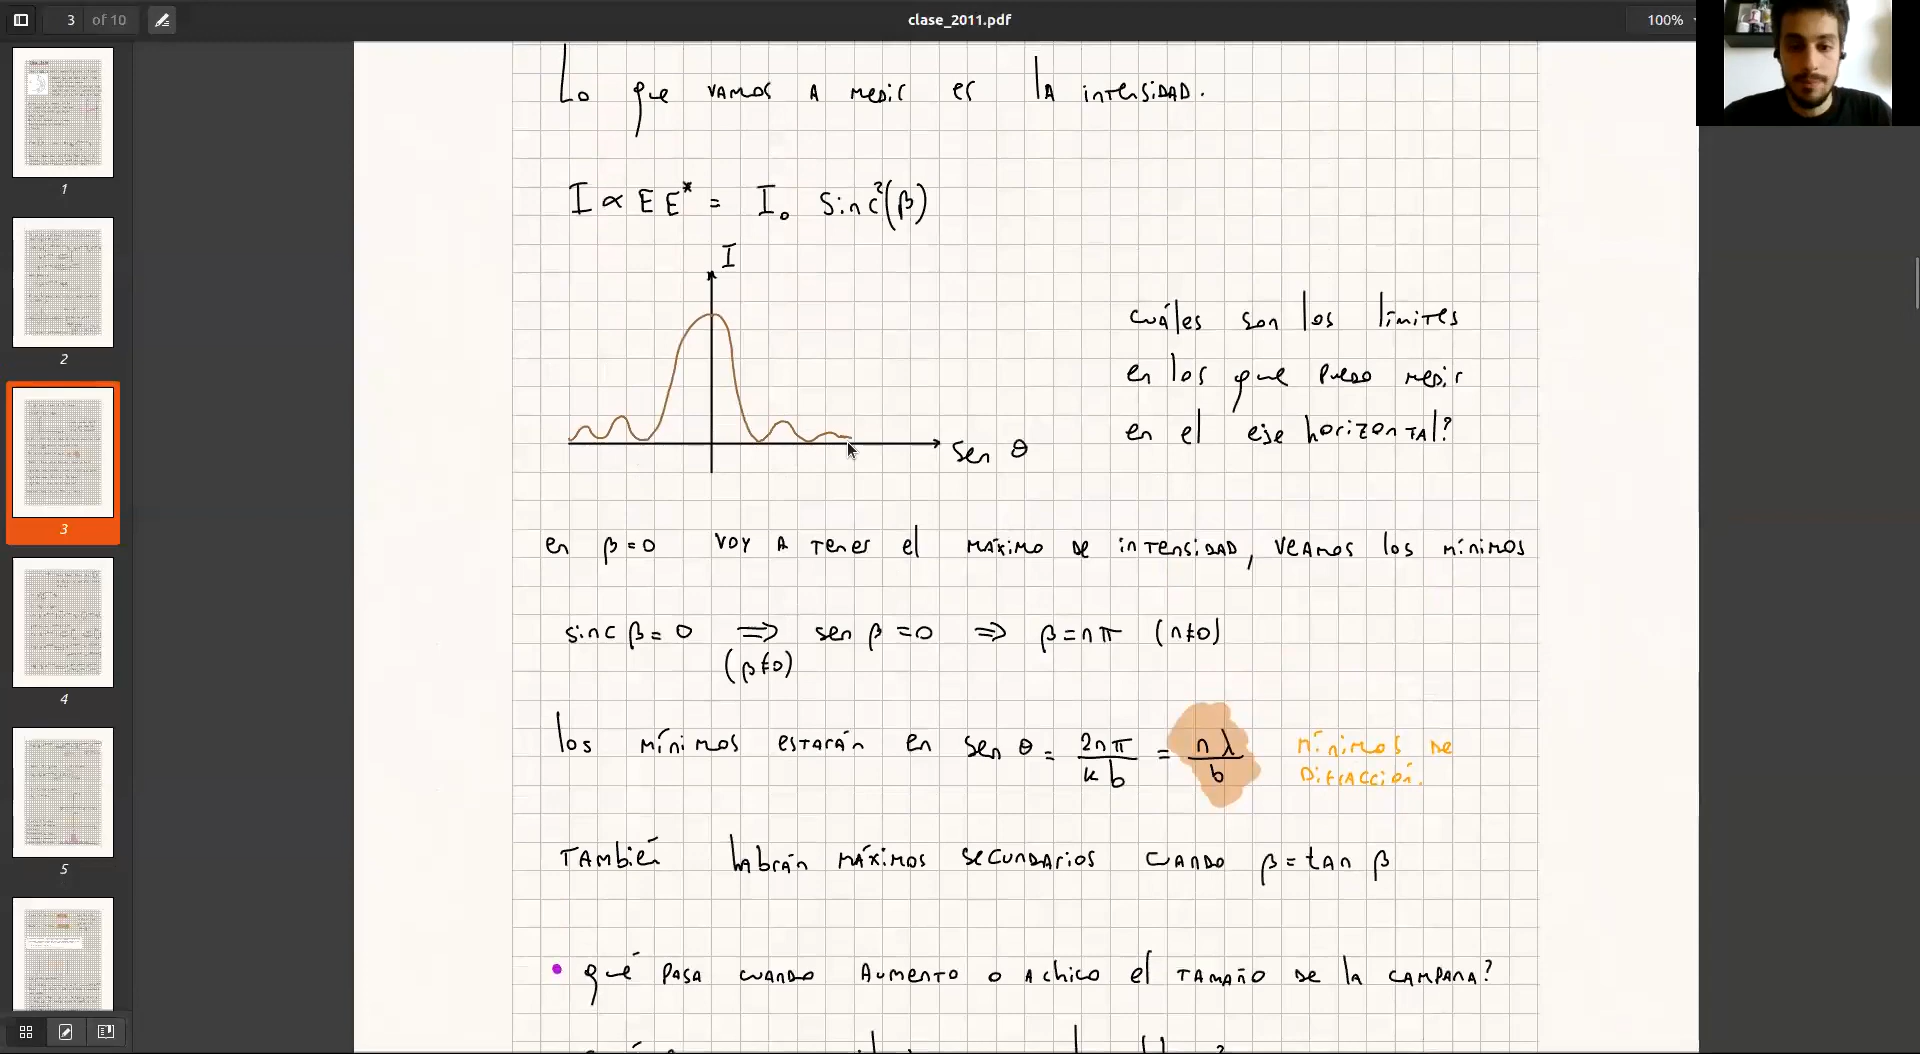 3 of 10
clase_2011.pdf
100%
Lo que vamos a medir es la intensidad.
I ∝ E E* = I₀ sinc²(β)
I
sen θ
cuáles son los límites
en los que puedo medir
en el eje horizontal?
en β=0 voy a tener el máximo de intensidad, veamos los mínimos
sinc β = 0 ⟹ sen β = 0 ⟹ β = nπ (n≠0)
(β≠0)
los mínimos estarán en sen θ = 2nπ / k b = n λ / b
mínimos de
difracción.
También habrán máximos secundarios cuando β = tan β
• qué pasa cuando aumento o achico el tamaño de la campana?
1
2
3
4
5